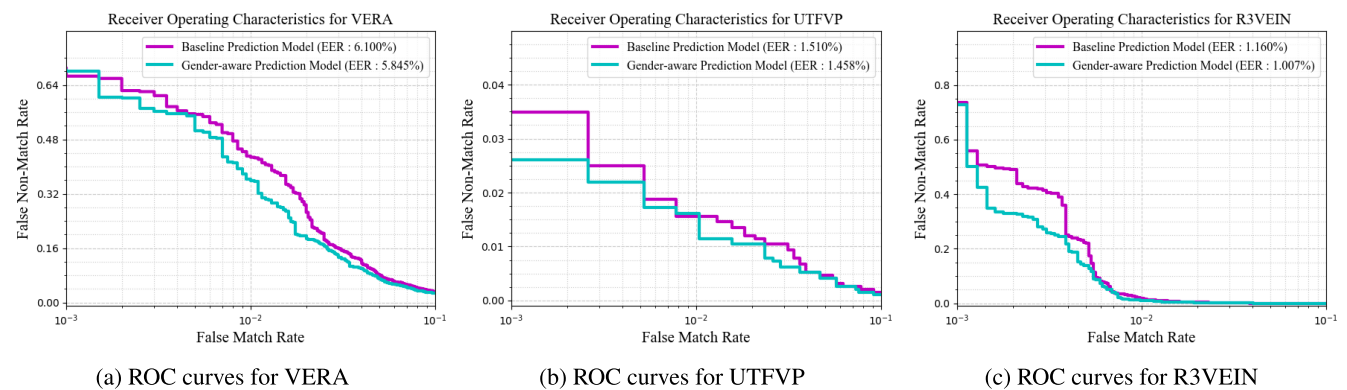 Receiver Operating Characteristics for VERA
Baseline Prediction Model (EER : 6.100%)
Gender-aware Prediction Model (EER : 5.845%)
False Non-Match Rate
0.64
0.48
0.32
0.16
0.00
10⁻³
10⁻²
10⁻¹
False Match Rate
(a) ROC curves for VERA
Receiver Operating Characteristics for UTFVP
Baseline Prediction Model (EER : 1.510%)
Gender-aware Prediction Model (EER : 1.458%)
False Non-Match Rate
0.04
0.03
0.02
0.01
0.00
10⁻³
10⁻²
10⁻¹
False Match Rate
(b) ROC curves for UTFVP
Receiver Operating Characteristics for R3VEIN
Baseline Prediction Model (EER : 1.160%)
Gender-aware Prediction Model (EER : 1.007%)
False Non-Match Rate
0.8
0.6
0.4
0.2
0.0
10⁻³
10⁻²
10⁻¹
False Match Rate
(c) ROC curves for R3VEIN